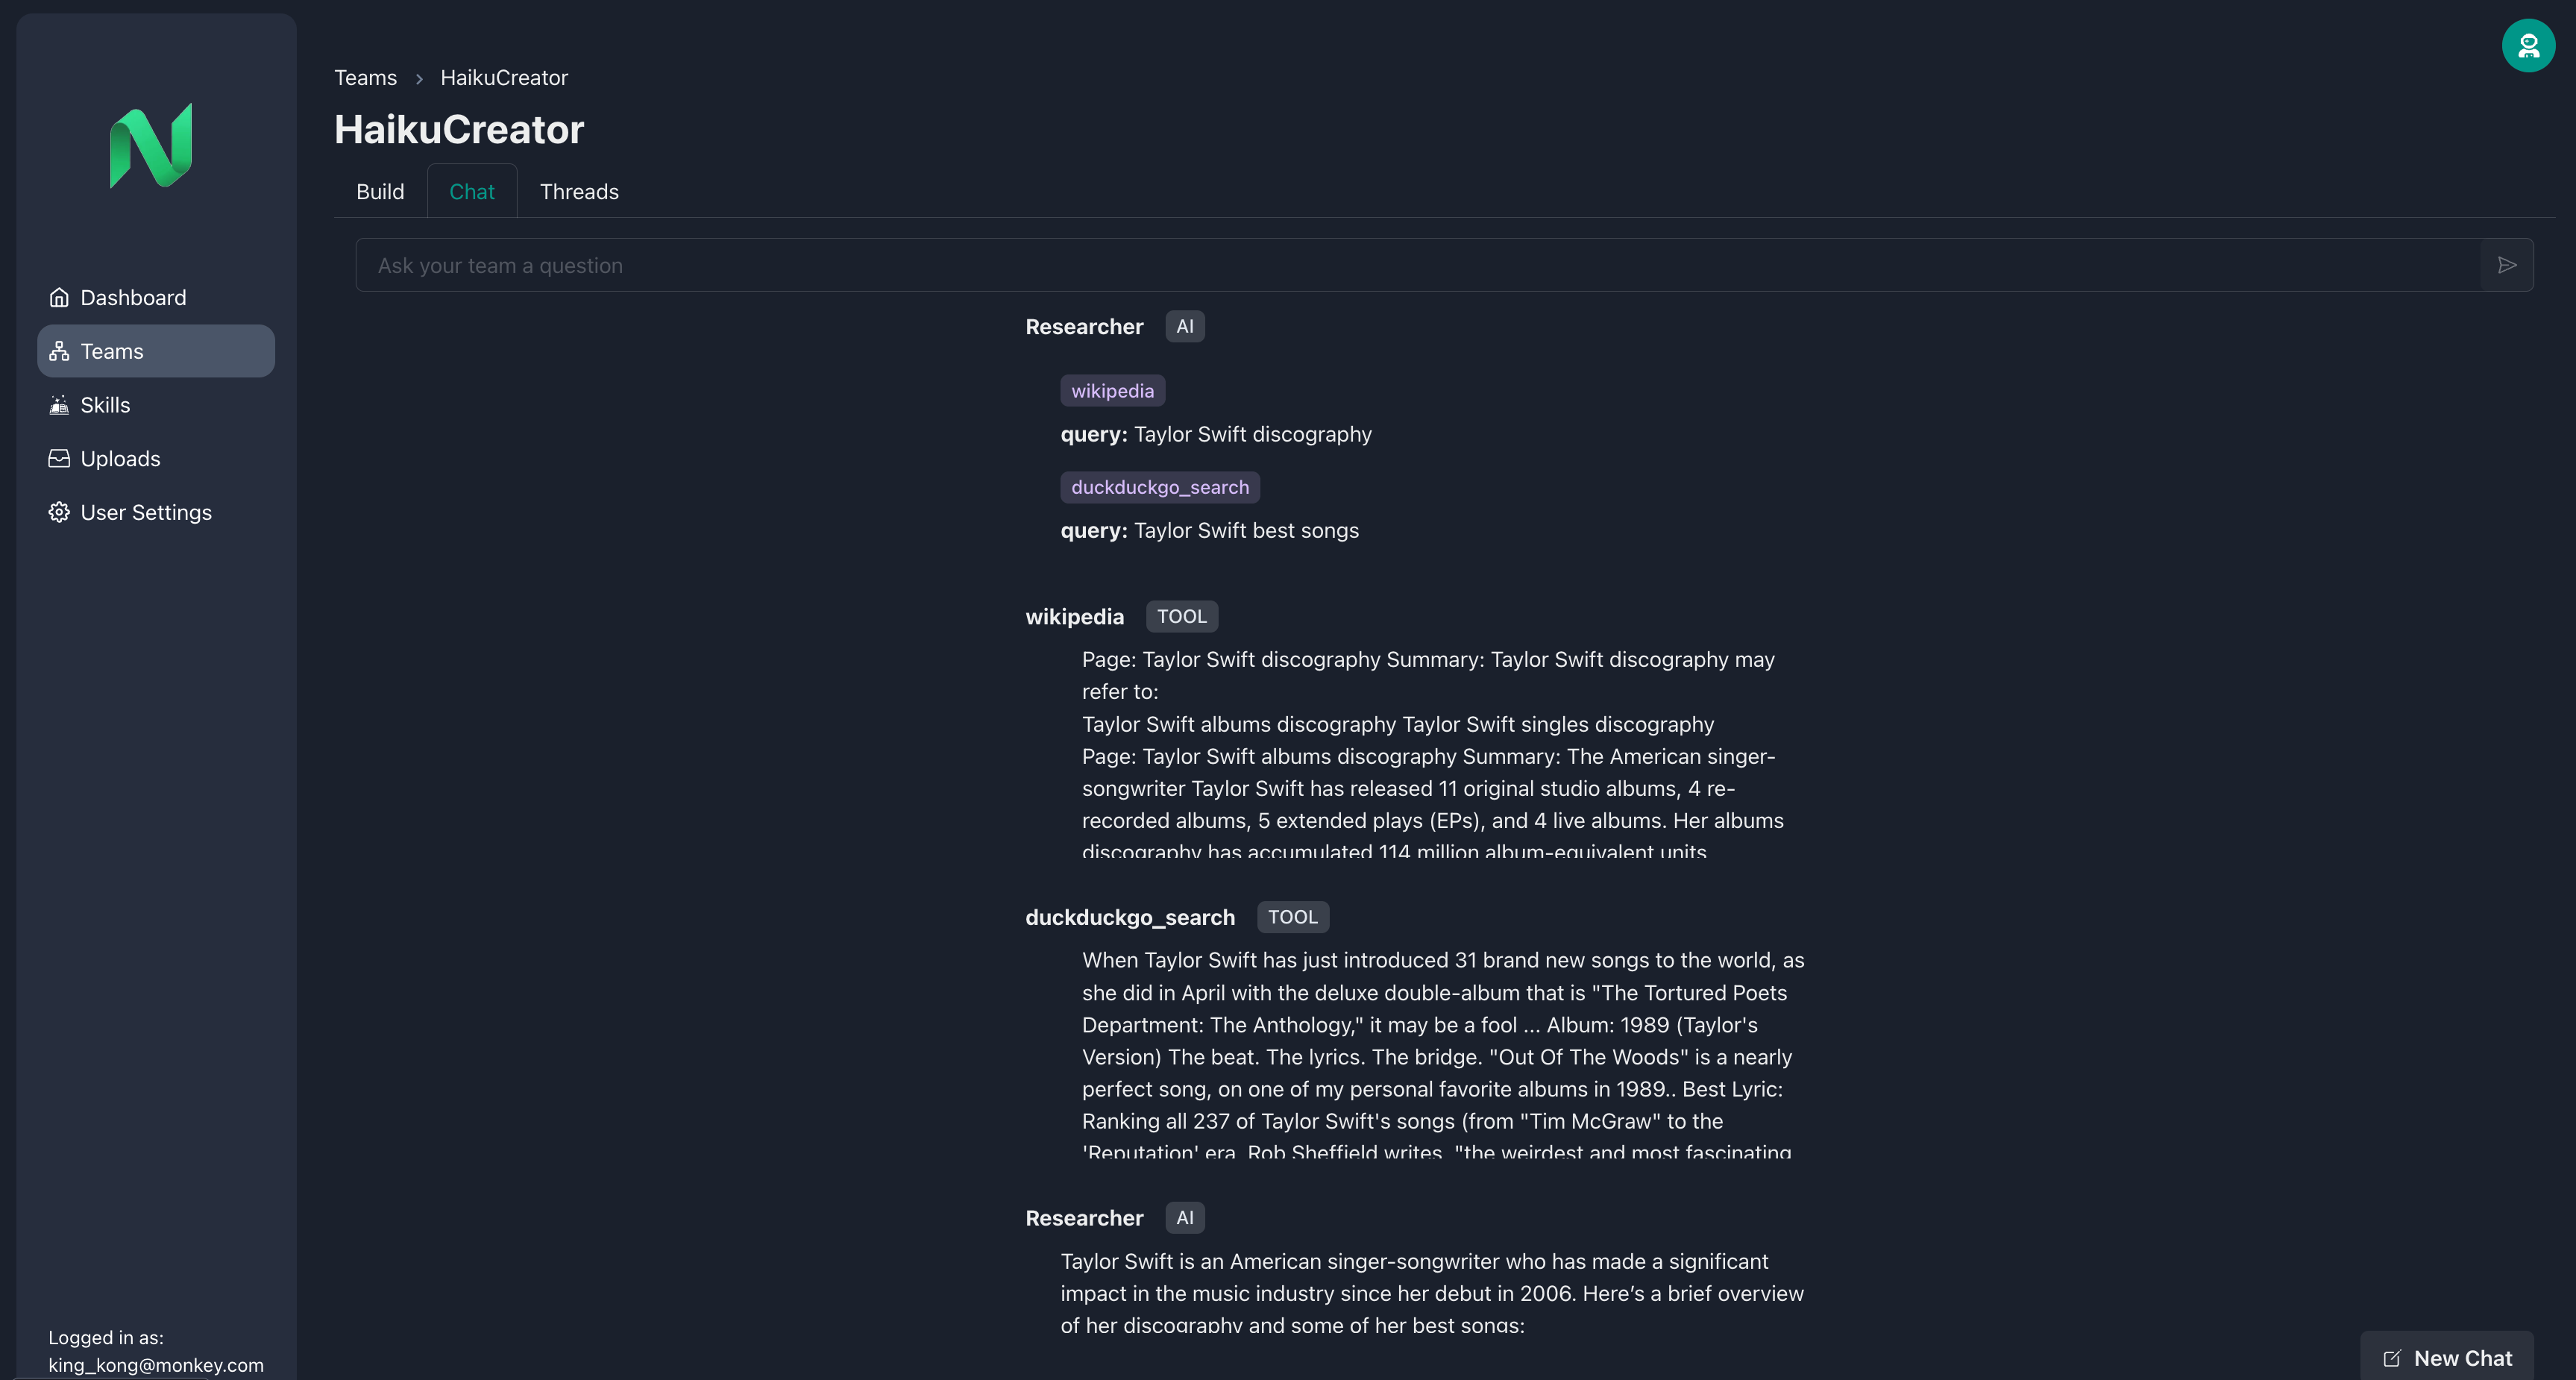 Teams > HaikuCreator
HaikuCreator
Build Chat Threads
Ask your team a question
Dashboard
Teams
Skills
Uploads
User Settings
Logged in as:
king_kong@monkey.com
Researcher AI
wikipedia
query: Taylor Swift discography
duckduckgo_search
query: Taylor Swift best songs
wikipedia TOOL
Page: Taylor Swift discography Summary: Taylor Swift discography may
refer to:
Taylor Swift albums discography Taylor Swift singles discography
Page: Taylor Swift albums discography Summary: The American singer-
songwriter Taylor Swift has released 11 original studio albums, 4 re-
recorded albums, 5 extended plays (EPs), and 4 live albums. Her albums
discography has accumulated 114 million album-equivalent units
duckduckgo_search TOOL
When Taylor Swift has just introduced 31 brand new songs to the world, as
she did in April with the deluxe double-album that is "The Tortured Poets
Department: The Anthology," it may be a fool ... Album: 1989 (Taylor's
Version) The beat. The lyrics. The bridge. "Out Of The Woods" is a nearly
perfect song, on one of my personal favorite albums in 1989.. Best Lyric:
Ranking all 237 of Taylor Swift's songs (from "Tim McGraw" to the
'Reputation' era, Rob Sheffield writes, "the weirdest and most fascinating
Researcher AI
Taylor Swift is an American singer-songwriter who has made a significant
impact in the music industry since her debut in 2006. Here’s a brief overview
of her discography and some of her best songs:
New Chat